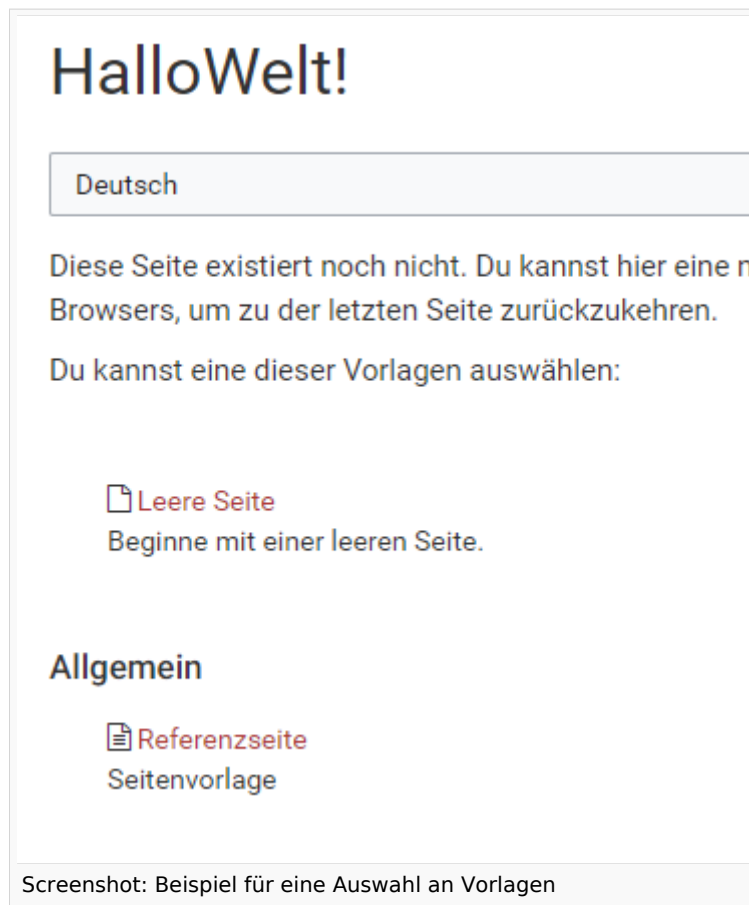 HalloWelt!
Deutsch
Diese Seite existiert noch nicht. Du kannst hier eine
Browsers, um zu der letzten Seite zurückzukehren.
Du kannst eine dieser Vorlagen auswählen:
Leere Seite
Beginne mit einer leeren Seite.
Allgemein
Referenzseite
Seitenvorlage
Screenshot: Beispiel für eine Auswahl an Vorlagen